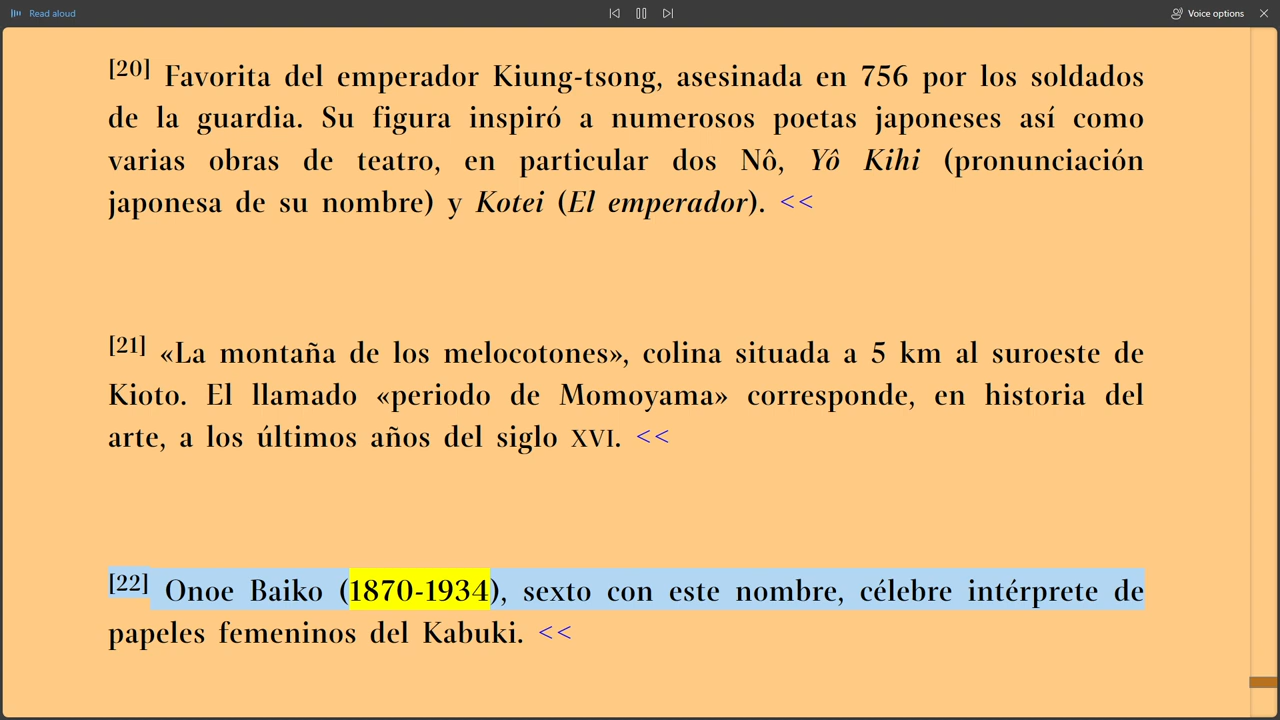 Read aloud
Voice options
[20] Favorita del emperador Kiung-tsong, asesinada en 756 por los soldados
de la guardia. Su figura inspiró a numerosos poetas japoneses así como
varias obras de teatro, en particular dos Nô, Yô Kihi (pronunciación
japonesa de su nombre) y Kotei (El emperador). <<
[21] «La montaña de los melocotones», colina situada a 5 km al suroeste de
Kioto. El llamado «periodo de Momoyama» corresponde, en historia del
arte, a los últimos años del siglo XVI. <<
[22] Onoe Baiko (1870-1934), sexto con este nombre, célebre intérprete de
papeles femeninos del Kabuki. <<